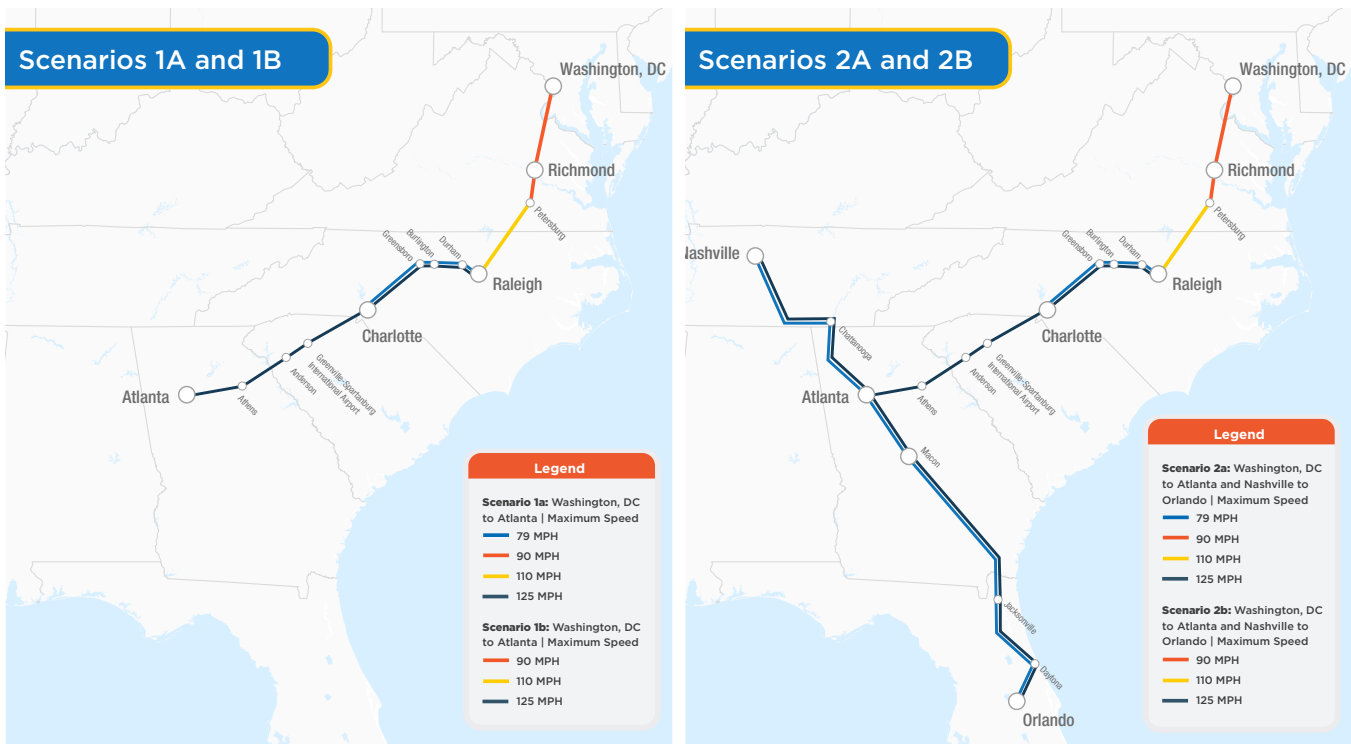 Scenarios 1A and 1B
Washington, DC
Richmond
Petersburg
Durham
Burlington
Greensboro
Raleigh
Charlotte
Greenville-Spartanburg
International Airport
Anderson
Athens
Atlanta
Legend
Scenario 1a: Washington, DC
to Atlanta | Maximum Speed
79 MPH
90 MPH
110 MPH
125 MPH
Scenario 1b: Washington, DC
to Atlanta | Maximum Speed
90 MPH
110 MPH
125 MPH
Scenarios 2A and 2B
Washington, DC
Richmond
Petersburg
Nashville
Durham
Burlington
Greensboro
Raleigh
Charlotte
Chattanooga
Greenville-Spartanburg
International Airport
Anderson
Athens
Atlanta
Macon
Jacksonville
Daytona
Orlando
Legend
Scenario 2a: Washington, DC
to Atlanta and Nashville to
Orlando | Maximum Speed
79 MPH
90 MPH
110 MPH
125 MPH
Scenario 2b: Washington, DC
to Atlanta and Nashville to
Orlando | Maximum Speed
90 MPH
110 MPH
125 MPH